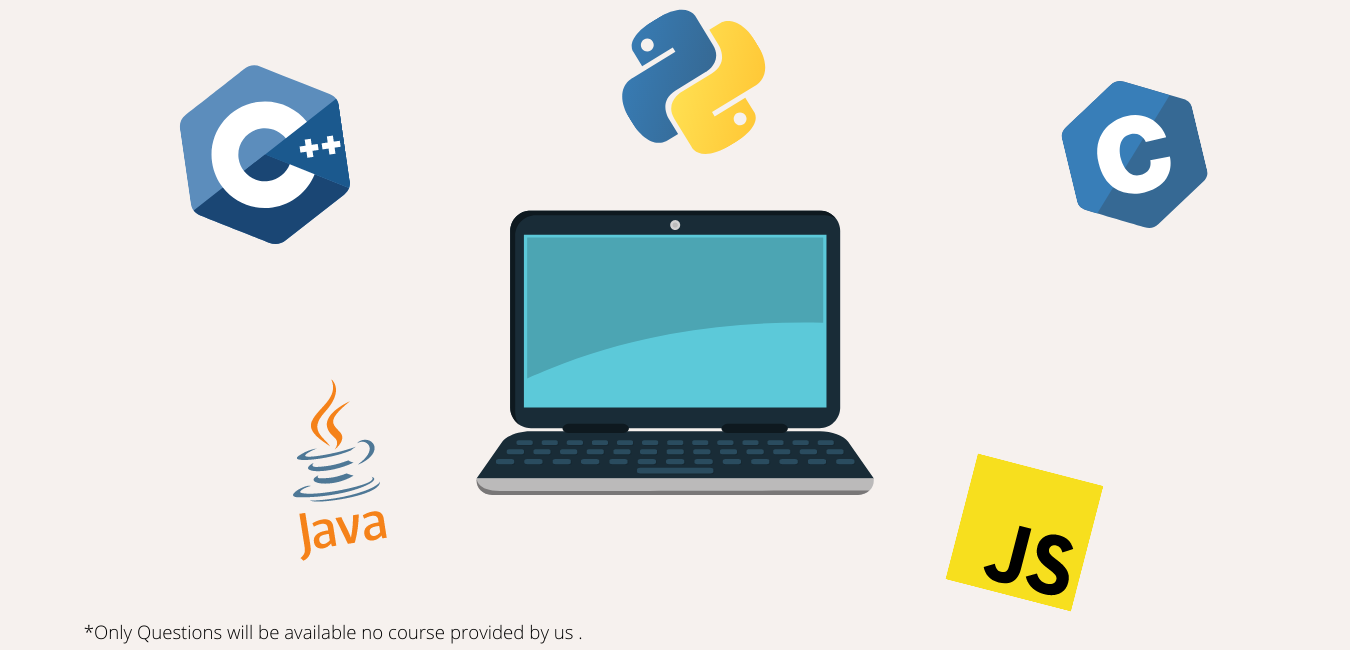 C++
C
Java
JS
*Only Questions will be available no course provided by us .